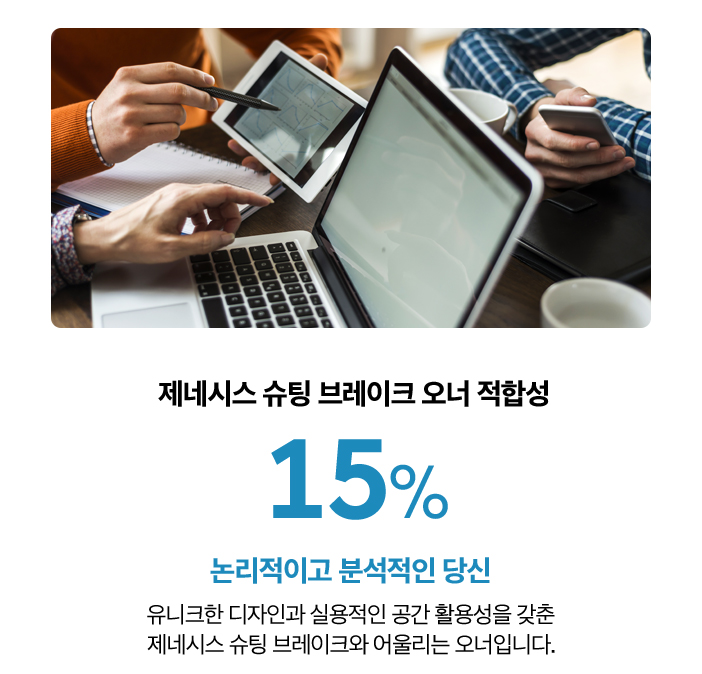 제네시스 슈팅 브레이크 오너 적합성
15%
논리적이고 분석적인 당신
유니크한 디자인과 실용적인 공간 활용성을 갖춘
제네시스 슈팅 브레이크와 어울리는 오너입니다.